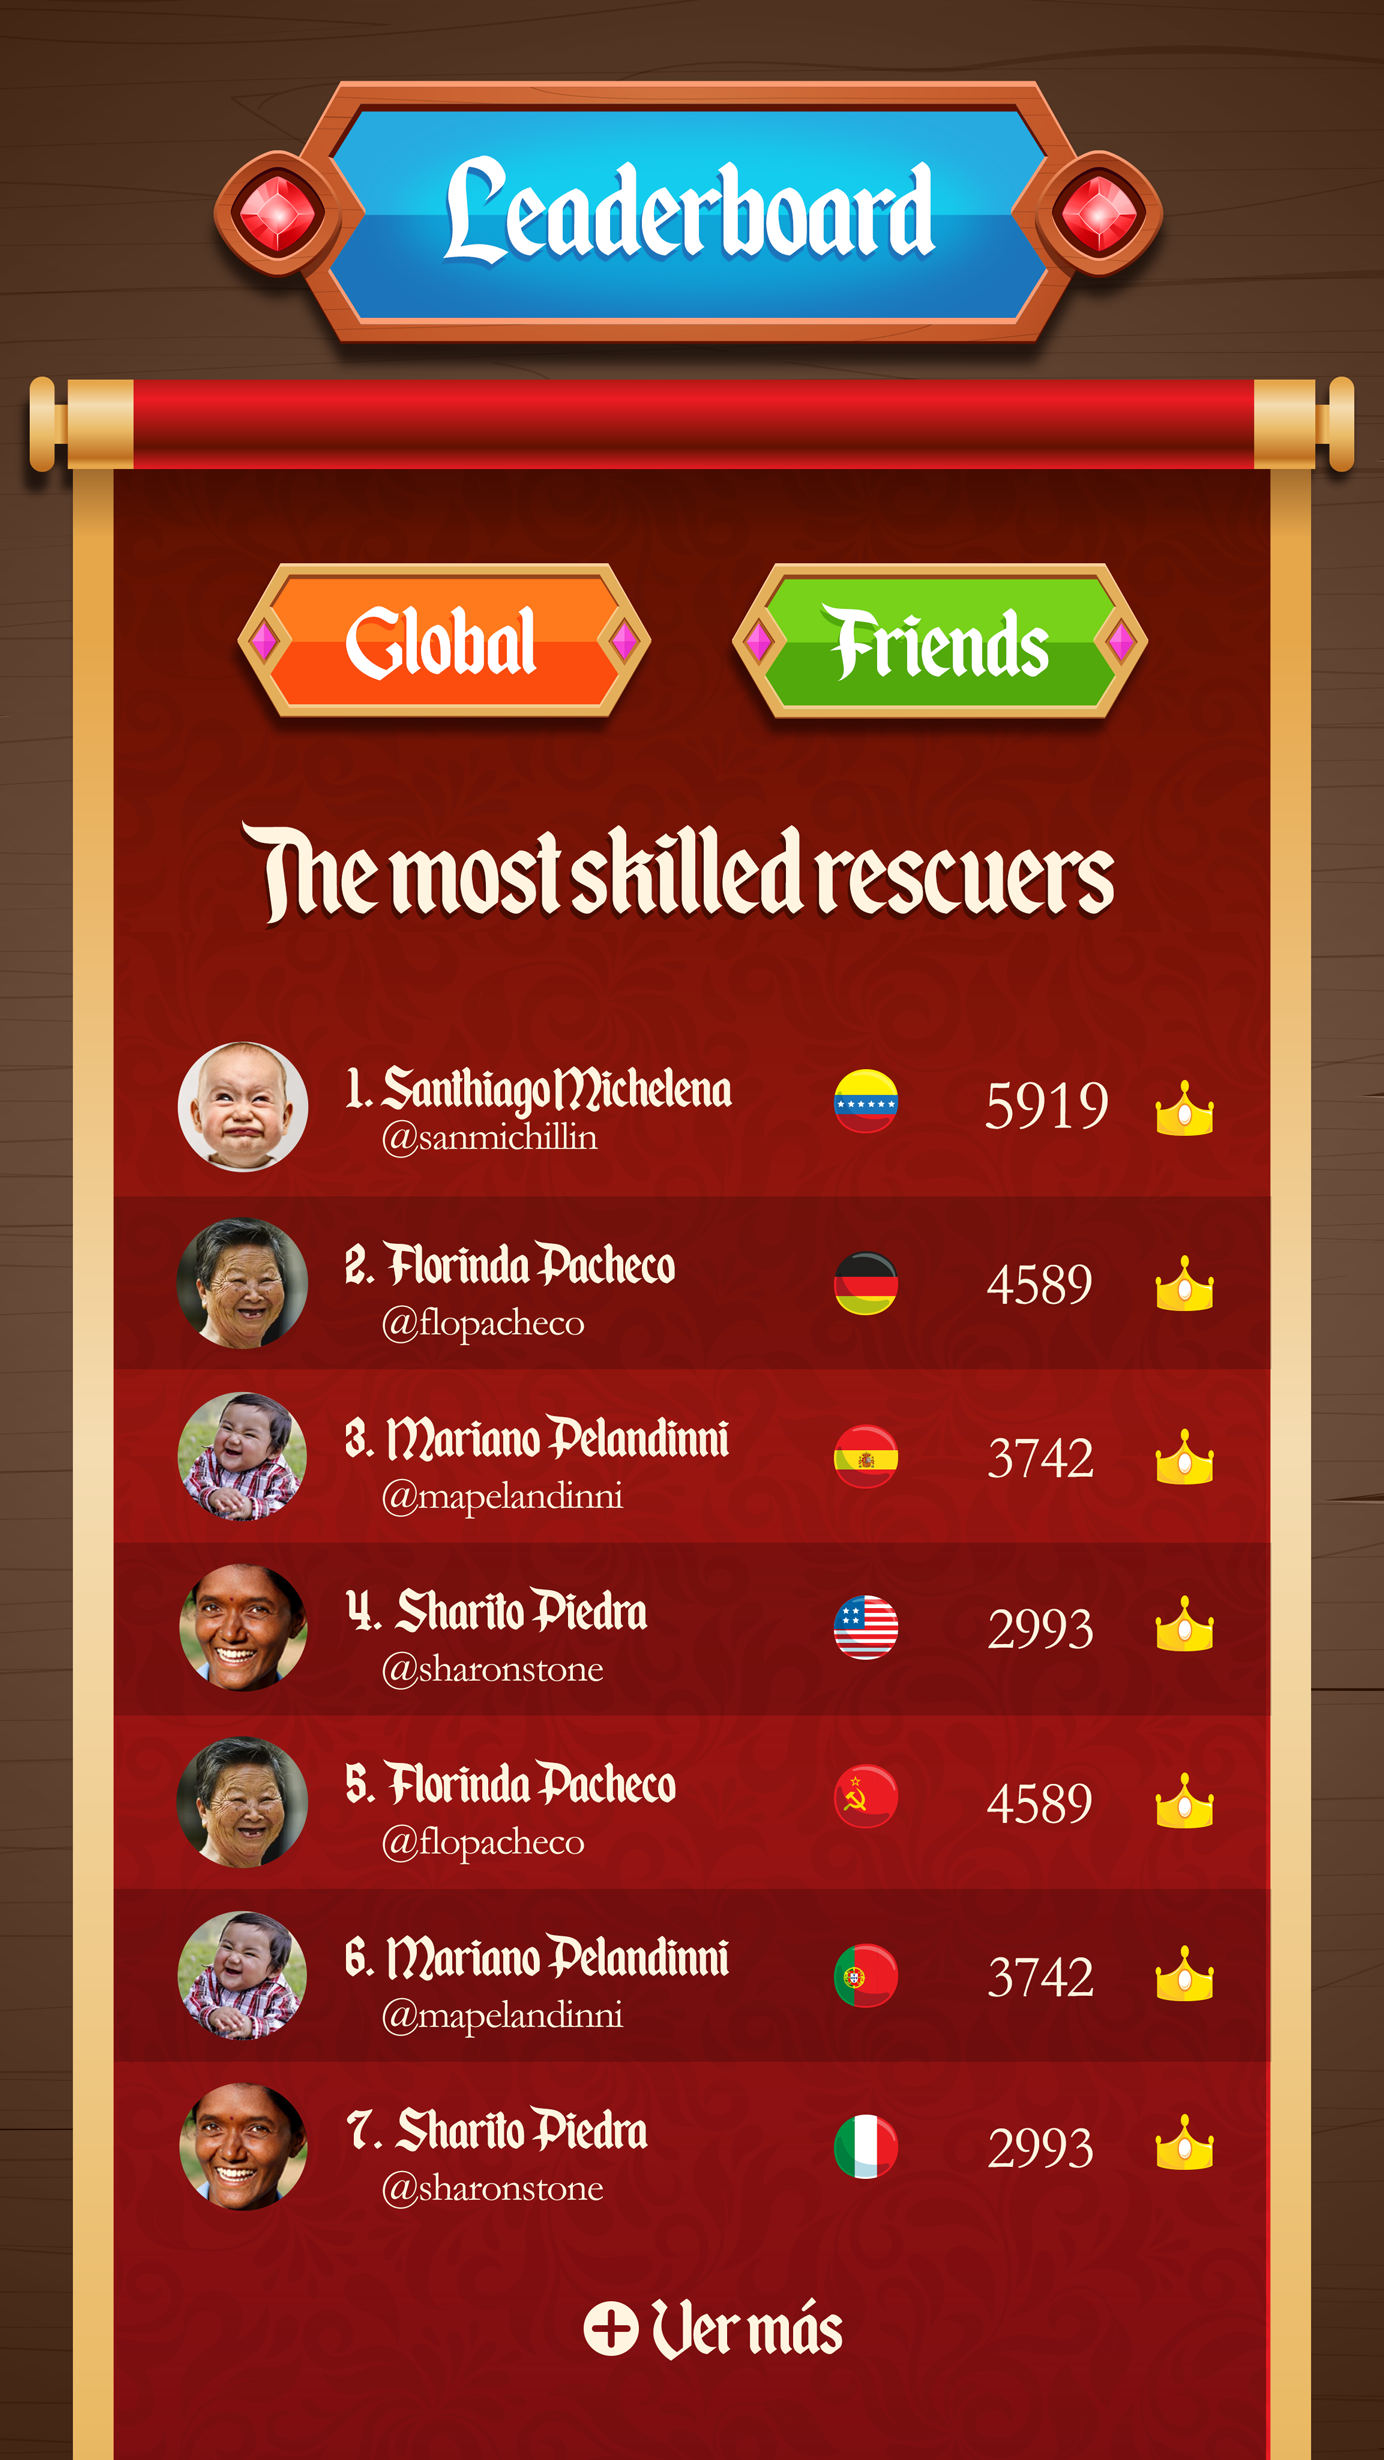 Leaderboard
Global
Friends
The most skilled rescuers
1. Santhiago Michelena
@sanmichillin
5919
2. Florinda Pacheco
@flopacheco
4589
3. Mariano Pelandinni
@mapelandinni
3742
4. Sharito Piedra
@sharonstone
2993
5. Florinda Pacheco
@flopacheco
4589
6. Mariano Pelandinni
@mapelandinni
3742
7. Sharito Piedra
@sharonstone
2993
Ver más